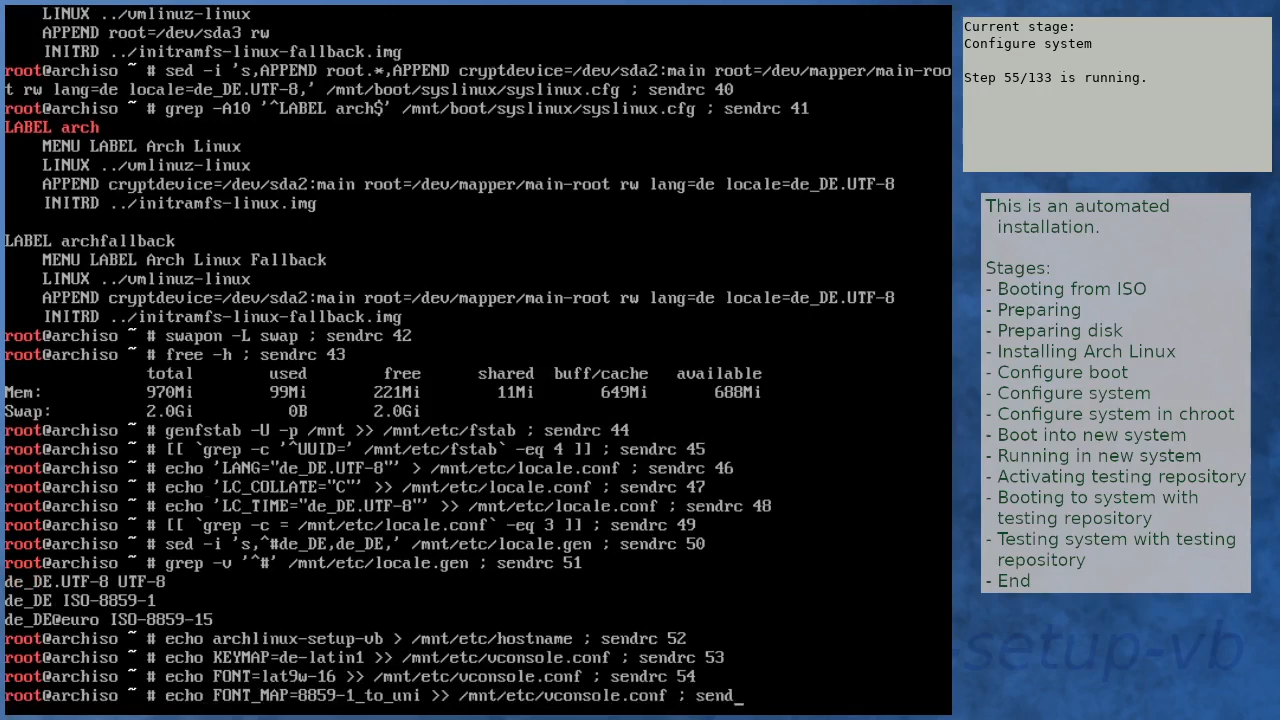 LINUX ../vmlinuz-linux
APPEND root=/dev/sda3 rw
INITRD ../initramfs-linux-fallback.img
root@archiso ~ # sed -i 's,APPEND root.*,APPEND cryptdevice=/dev/sda2:main root=/dev/mapper/main-roo
t rw lang=de locale=de_DE.UTF-8,' /mnt/boot/syslinux/syslinux.cfg ; sendrc 40
root@archiso ~ # grep -A10 '^LABEL arch$' /mnt/boot/syslinux/syslinux.cfg ; sendrc 41
LABEL arch
MENU LABEL Arch Linux
LINUX ../vmlinuz-linux
APPEND cryptdevice=/dev/sda2:main root=/dev/mapper/main-root rw lang=de locale=de_DE.UTF-8
INITRD ../initramfs-linux.img
LABEL archfallback
MENU LABEL Arch Linux Fallback
LINUX ../vmlinuz-linux
APPEND cryptdevice=/dev/sda2:main root=/dev/mapper/main-root rw lang=de locale=de_DE.UTF-8
INITRD ../initramfs-linux-fallback.img
root@archiso ~ # swapon -L swap ; sendrc 42
root@archiso ~ # free -h ; sendrc 43
total used free shared buff/cache available
Mem: 970Mi 99Mi 221Mi 11Mi 649Mi 688Mi
Swap: 2.0Gi 0B 2.0Gi
root@archiso ~ # genfstab -U -p /mnt >> /mnt/etc/fstab ; sendrc 44
root@archiso ~ # [[ `grep -c '^UUID=' /mnt/etc/fstab` -eq 4 ]] ; sendrc 45
root@archiso ~ # echo 'LANG="de_DE.UTF-8"' > /mnt/etc/locale.conf ; sendrc 46
root@archiso ~ # echo 'LC_COLLATE="C"' >> /mnt/etc/locale.conf ; sendrc 47
root@archiso ~ # echo 'LC_TIME="de_DE.UTF-8"' >> /mnt/etc/locale.conf ; sendrc 48
root@archiso ~ # [[ `grep -c = /mnt/etc/locale.conf` -eq 3 ]] ; sendrc 49
root@archiso ~ # sed -i 's,^#de_DE,de_DE,' /mnt/etc/locale.gen ; sendrc 50
root@archiso ~ # grep -v '^#' /mnt/etc/locale.gen ; sendrc 51
de_DE.UTF-8 UTF-8
de_DE ISO-8859-1
de_DE@euro ISO-8859-15
root@archiso ~ # echo archlinux-setup-vb > /mnt/etc/hostname ; sendrc 52
root@archiso ~ # echo KEYMAP=de-latin1 >> /mnt/etc/vconsole.conf ; sendrc 53
root@archiso ~ # echo FONT=lat9w-16 >> /mnt/etc/vconsole.conf ; sendrc 54
root@archiso ~ # echo FONT_MAP=8859-1_to_uni >> /mnt/etc/vconsole.conf ; send_
Current stage:
Configure system
Step 55/133 is running.
This is an automated
installation.
Stages:
- Booting from ISO
- Preparing
- Preparing disk
- Installing Arch Linux
- Configure boot
- Configure system
- Configure system in chroot
- Boot into new system
- Running in new system
- Activating testing repository
- Booting to system with
testing repository
- Testing system with testing
repository
- End
-setup-vb